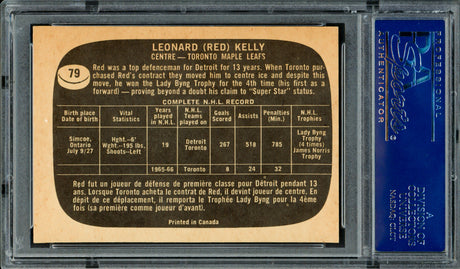 79
LEONARD (RED) KELLY
CENTRE — TORONTO MAPLE LEAFS
Red was a top defenceman for Detroit for 13 years. When Toronto pur-
chased Red's contract they moved him to centre ice and despite this
move, he won the Lady Byng Trophy for the 4th time (his first as a
forward) — proving beyond a doubt his claim to "Super Star" status.
COMPLETE N.H.L. RECORD
Birth place Date of birth | Vital Statistics | Years played in N.H.L. | N.H.L. Teams played on | Goals Scored | Assists | Penalties (Min.) | N.H.L. Trophies
Simcoe, Ontario July 9/27 | Hght.-6' Wght.-195 lbs. Shoots-Left | 19 | Detroit Toronto | 267 | 518 | 785 | Lady Byng Trophy (4 times) James Norris Trophy
1965-66 | Toronto | 8 | 24 | 32
Red fut un joueur de défense de première classe pour Détroit pendant 13
ans. Lorsque Toronto acheta le contrat de Red, il devint joueur de centre.
En dépit de ce déplacement, il remporta le Trophée Lady Byng pour la 4ème
fois (sa première comme avant).
Printed in Canada
PSA
AUTHENTICATOR
A DIVISION OF
COLLECTORS
UNIVERSE
NASDAQ: CLCT